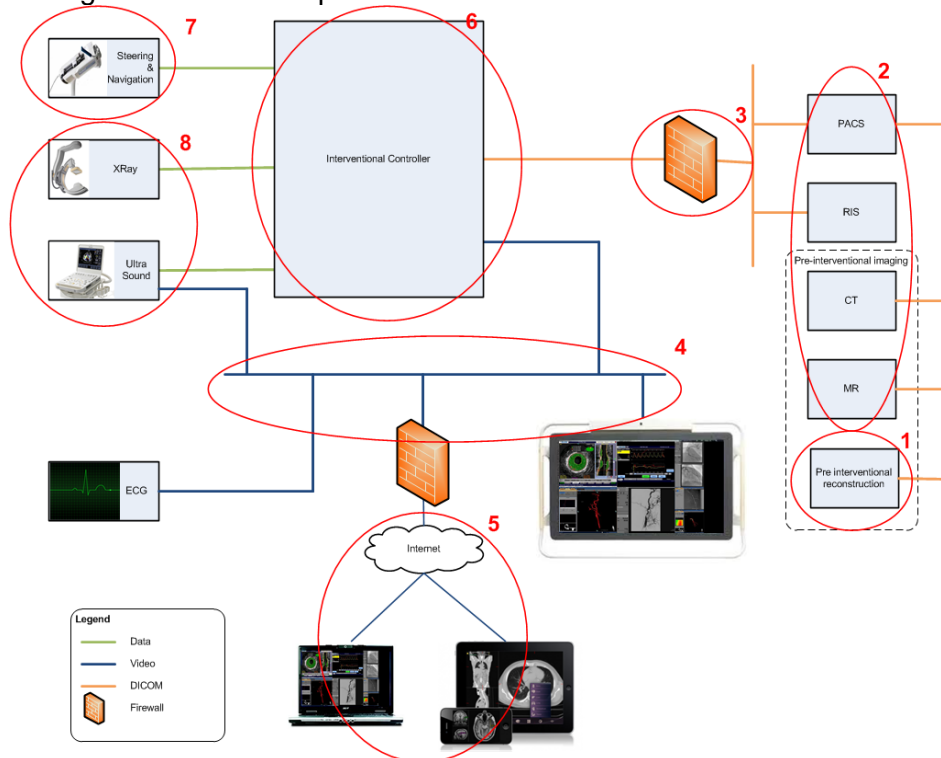 7
Steering
&
Navigation
6
Interventional Controller
3
2
PACS
RIS
8
XRay
Ultra
Sound
Pre-interventional imaging
CT
MR
4
1
Pre interventional
reconstruction
ECG
5
Internet
Legend
Data
Video
DICOM
Firewall